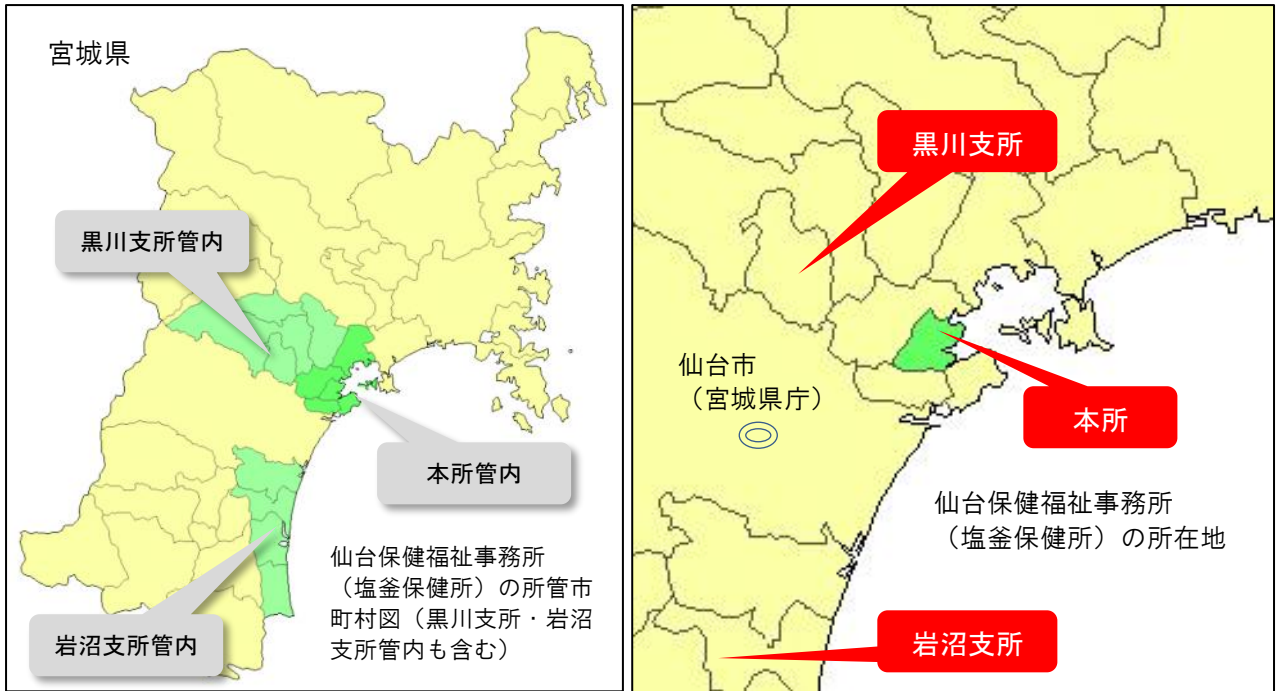 宮城県
黒川支所管内
本所管内
岩沼支所管内
仙台保健福祉事務所
（塩釜保健所）の所管市
町村図（黒川支所・岩沼
支所管内も含む）
黒川支所
仙台市
（宮城県庁）
本所
仙台保健福祉事務所
（塩釜保健所）の所在地
岩沼支所